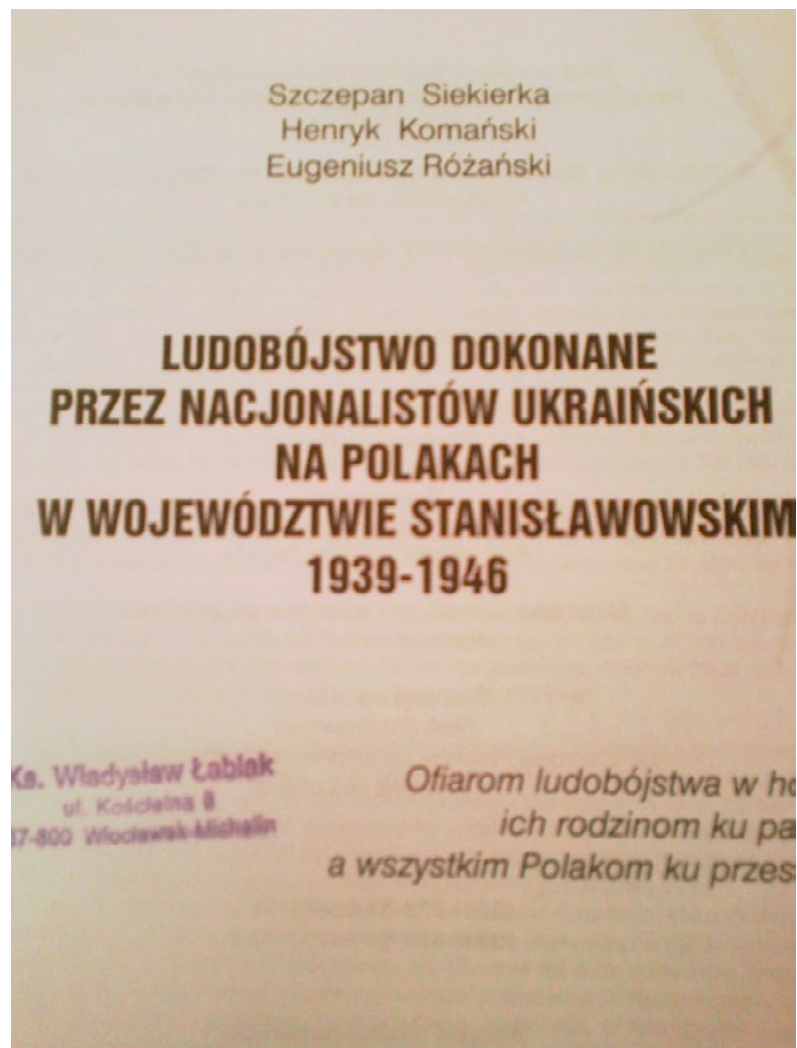 Szczepan Siekierka
Henryk Komański
Eugeniusz Różański
LUDOBÓJSTWO DOKONANE
PRZEZ NACJONALISTÓW UKRAIŃSKICH
NA POLAKACH
W WOJEWÓDZTWIE STANISŁAWOWSKIM
1939-1946
Ks. Władysław Łabiak
ul. Kościelna 8
87-800 Włocławek-Michelin
Ofiarom ludobójstwa w ho
ich rodzinom ku pa
a wszystkim Polakom ku przes